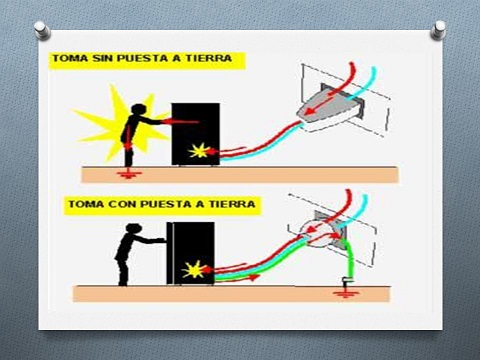 TOMA SIN PUESTA A TIERRA
TOMA CON PUESTA A TIERRA